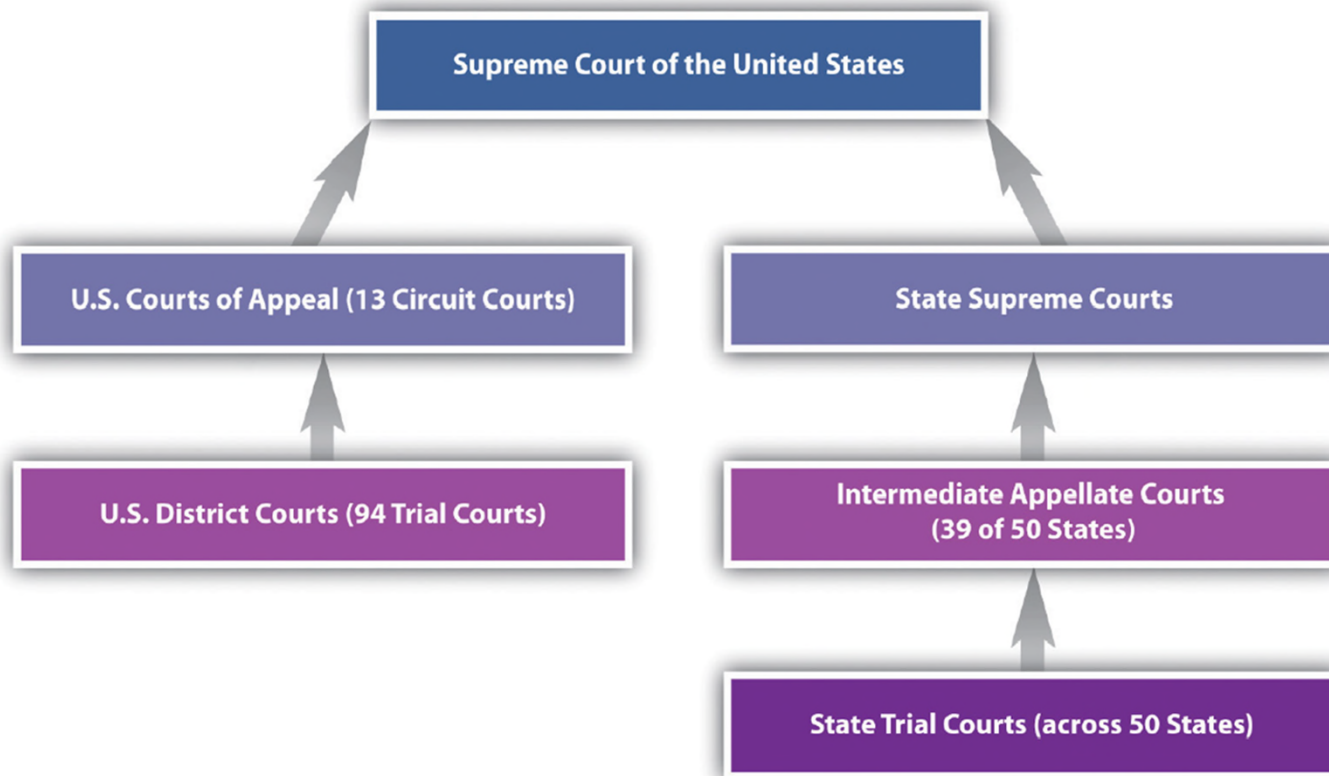 Supreme Court of the United States
U.S. Courts of Appeal (13 Circuit Courts)
State Supreme Courts
U.S. District Courts (94 Trial Courts)
Intermediate Appellate Courts
(39 of 50 States)
State Trial Courts (across 50 States)